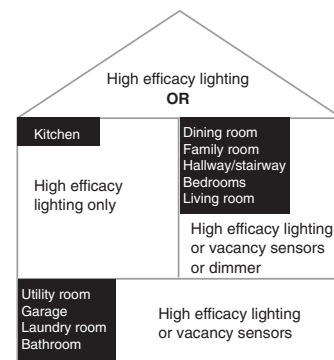 High efficacy lighting
OR
Kitchen
High efficacy
lighting only
Dining room
Family room
Hallway/stairway
Bedrooms
Living room
High efficacy lighting
or vacancy sensors
or dimmer
Utility room
Garage
Laundry room
Bathroom
High efficacy lighting
or vacancy sensors